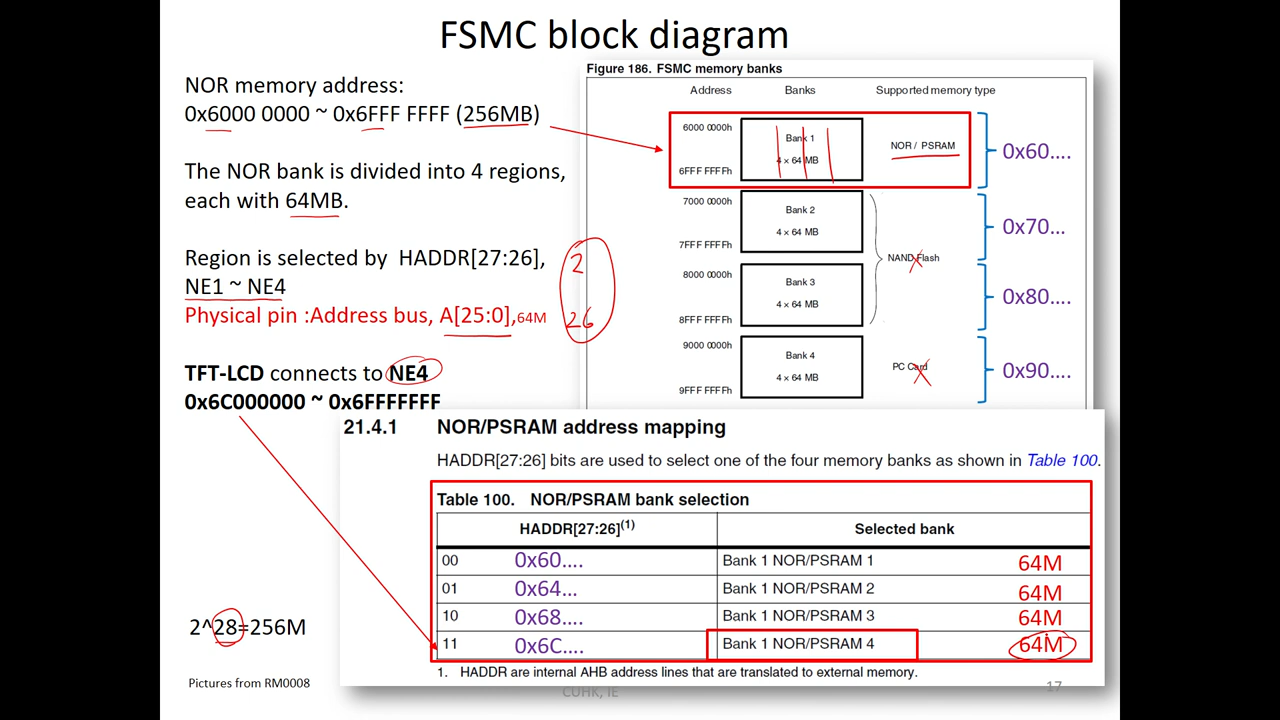 FSMC block diagram
NOR memory address:
0x6000 0000 ~ 0x6FFF FFFF (256MB)
The NOR bank is divided into 4 regions,
each with 64MB.
Region is selected by HADDR[27:26],
NE1 ~ NE4
Physical pin :Address bus, A[25:0],64M
2
26
TFT-LCD connects to NE4
0x6C000000 ~ 0x6FFFFFFF
2^28=256M
Pictures from RM0008
Figure 186. FSMC memory banks
Address Banks Supported memory type
6000 0000h
Bank 1
4 × 64 MB
6FFF FFFFh
NOR / PSRAM
0x60....
7000 0000h
Bank 2
4 × 64 MB
7FFF FFFFh
0x70...
NAND Flash
8000 0000h
Bank 3
4 × 64 MB
8FFF FFFFh
0x80....
9000 0000h
Bank 4
4 × 64 MB
9FFF FFFFh
PC Card
0x90....
21.4.1 NOR/PSRAM address mapping
HADDR[27:26] bits are used to select one of the four memory banks as shown in Table 100.
Table 100. NOR/PSRAM bank selection
HADDR[27:26](1) Selected bank
00 0x60.... Bank 1 NOR/PSRAM 1 64M
01 0x64... Bank 1 NOR/PSRAM 2 64M
10 0x68.... Bank 1 NOR/PSRAM 3 64M
11 0x6C.... Bank 1 NOR/PSRAM 4 64M
1. HADDR are internal AHB address lines that are translated to external memory.
CUHK, IE
17